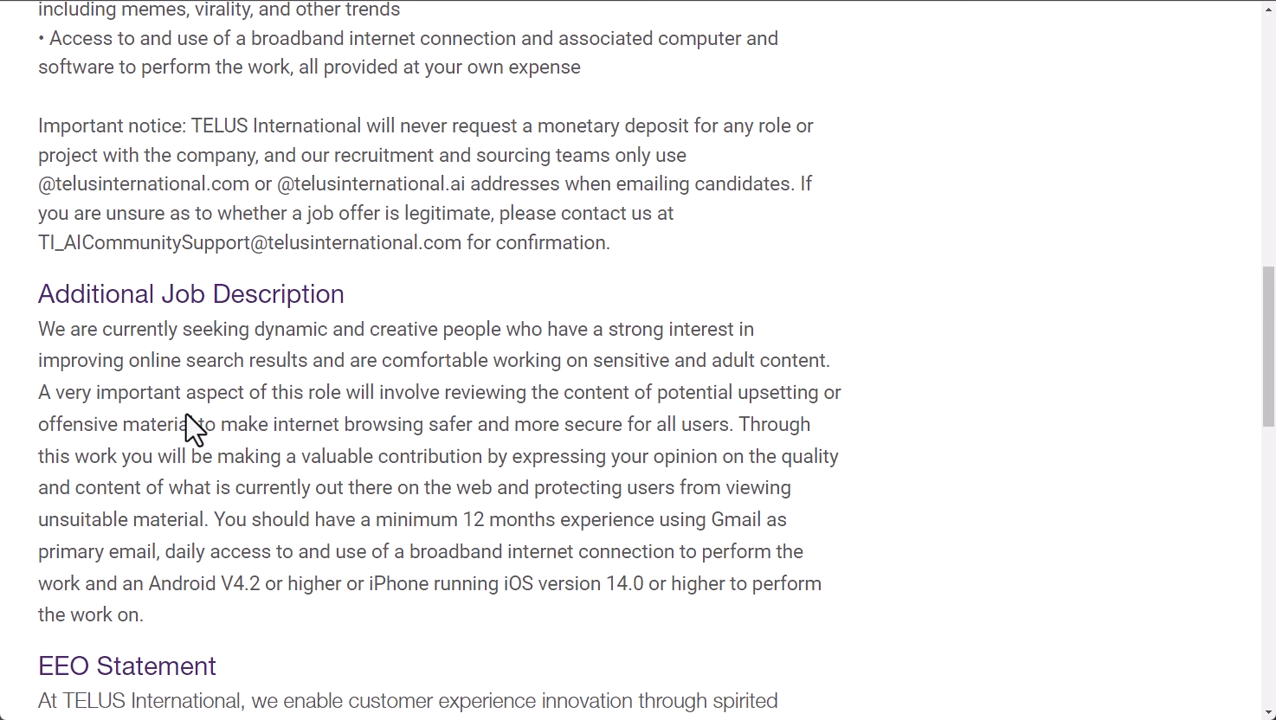 including memes, virality, and other trends
• Access to and use of a broadband internet connection and associated computer and
software to perform the work, all provided at your own expense
Important notice: TELUS International will never request a monetary deposit for any role or
project with the company, and our recruitment and sourcing teams only use
@telusinternational.com or @telusinternational.ai addresses when emailing candidates. If
you are unsure as to whether a job offer is legitimate, please contact us at
TI_AICommunitySupport@telusinternational.com for confirmation.
Additional Job Description
We are currently seeking dynamic and creative people who have a strong interest in
improving online search results and are comfortable working on sensitive and adult content.
A very important aspect of this role will involve reviewing the content of potential upsetting or
offensive material to make internet browsing safer and more secure for all users. Through
this work you will be making a valuable contribution by expressing your opinion on the quality
and content of what is currently out there on the web and protecting users from viewing
unsuitable material. You should have a minimum 12 months experience using Gmail as
primary email, daily access to and use of a broadband internet connection to perform the
work and an Android V4.2 or higher or iPhone running iOS version 14.0 or higher to perform
the work on.
EEO Statement
At TELUS International, we enable customer experience innovation through spirited